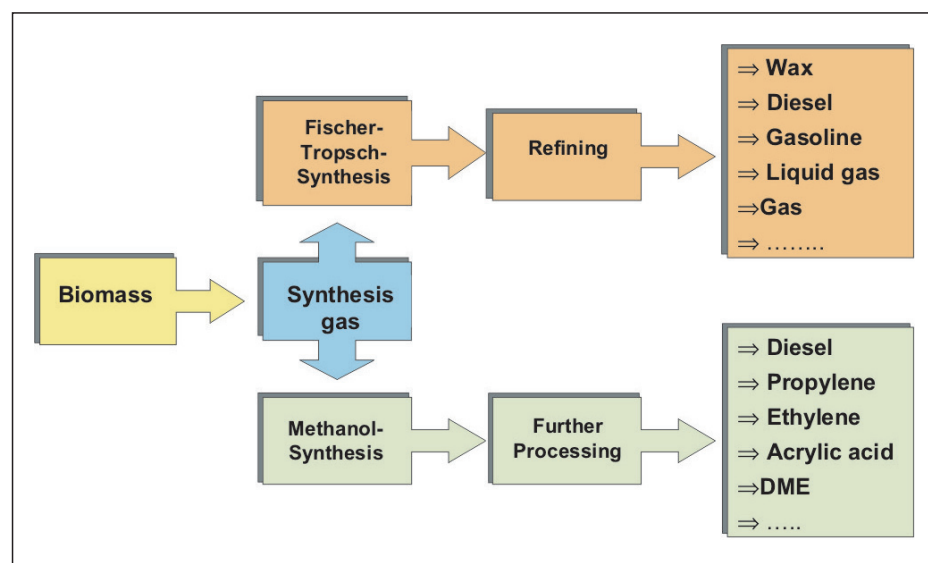 Biomass
Synthesis
gas
Fischer-
Tropsch-
Synthesis
Refining
⇒ Wax
⇒ Diesel
⇒ Gasoline
⇒ Liquid gas
⇒Gas
⇒ ........
Methanol-
Synthesis
Further
Processing
⇒ Diesel
⇒ Propylene
⇒ Ethylene
⇒ Acrylic acid
⇒DME
⇒ .....